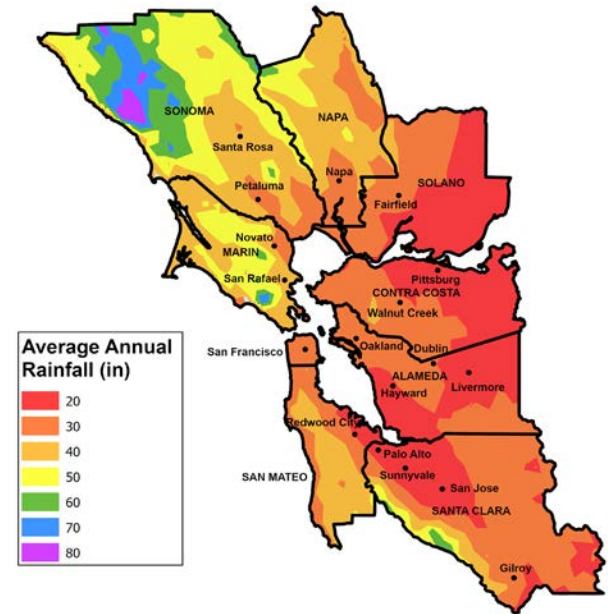 SONOMA
NAPA
Santa Rosa
Petaluma
Napa
SOLANO
Fairfield
Novato
MARIN
San Rafael
Pittsburg
CONTRA COSTA
Walnut Creek
San Francisco
Oakland
Dublin
ALAMEDA
Hayward
Livermore
Redwood City
Palo Alto
Sunnyvale
SAN MATEO
San Jose
SANTA CLARA
Gilroy
Average Annual
Rainfall (in)
20
30
40
50
60
70
80